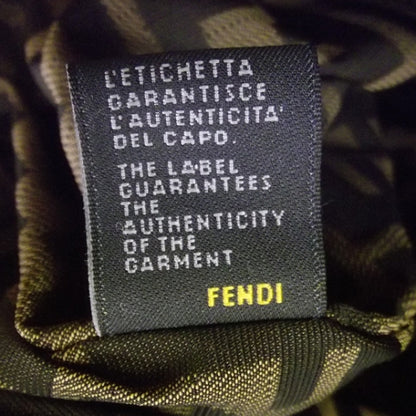 L'ETICHETTA
GARANTISCE
L'AUTENTICITA'
DEL CAPO.
THE LABEL
GUARANTEES
THE
AUTHENTICITY
OF THE
GARMENT
FENDI